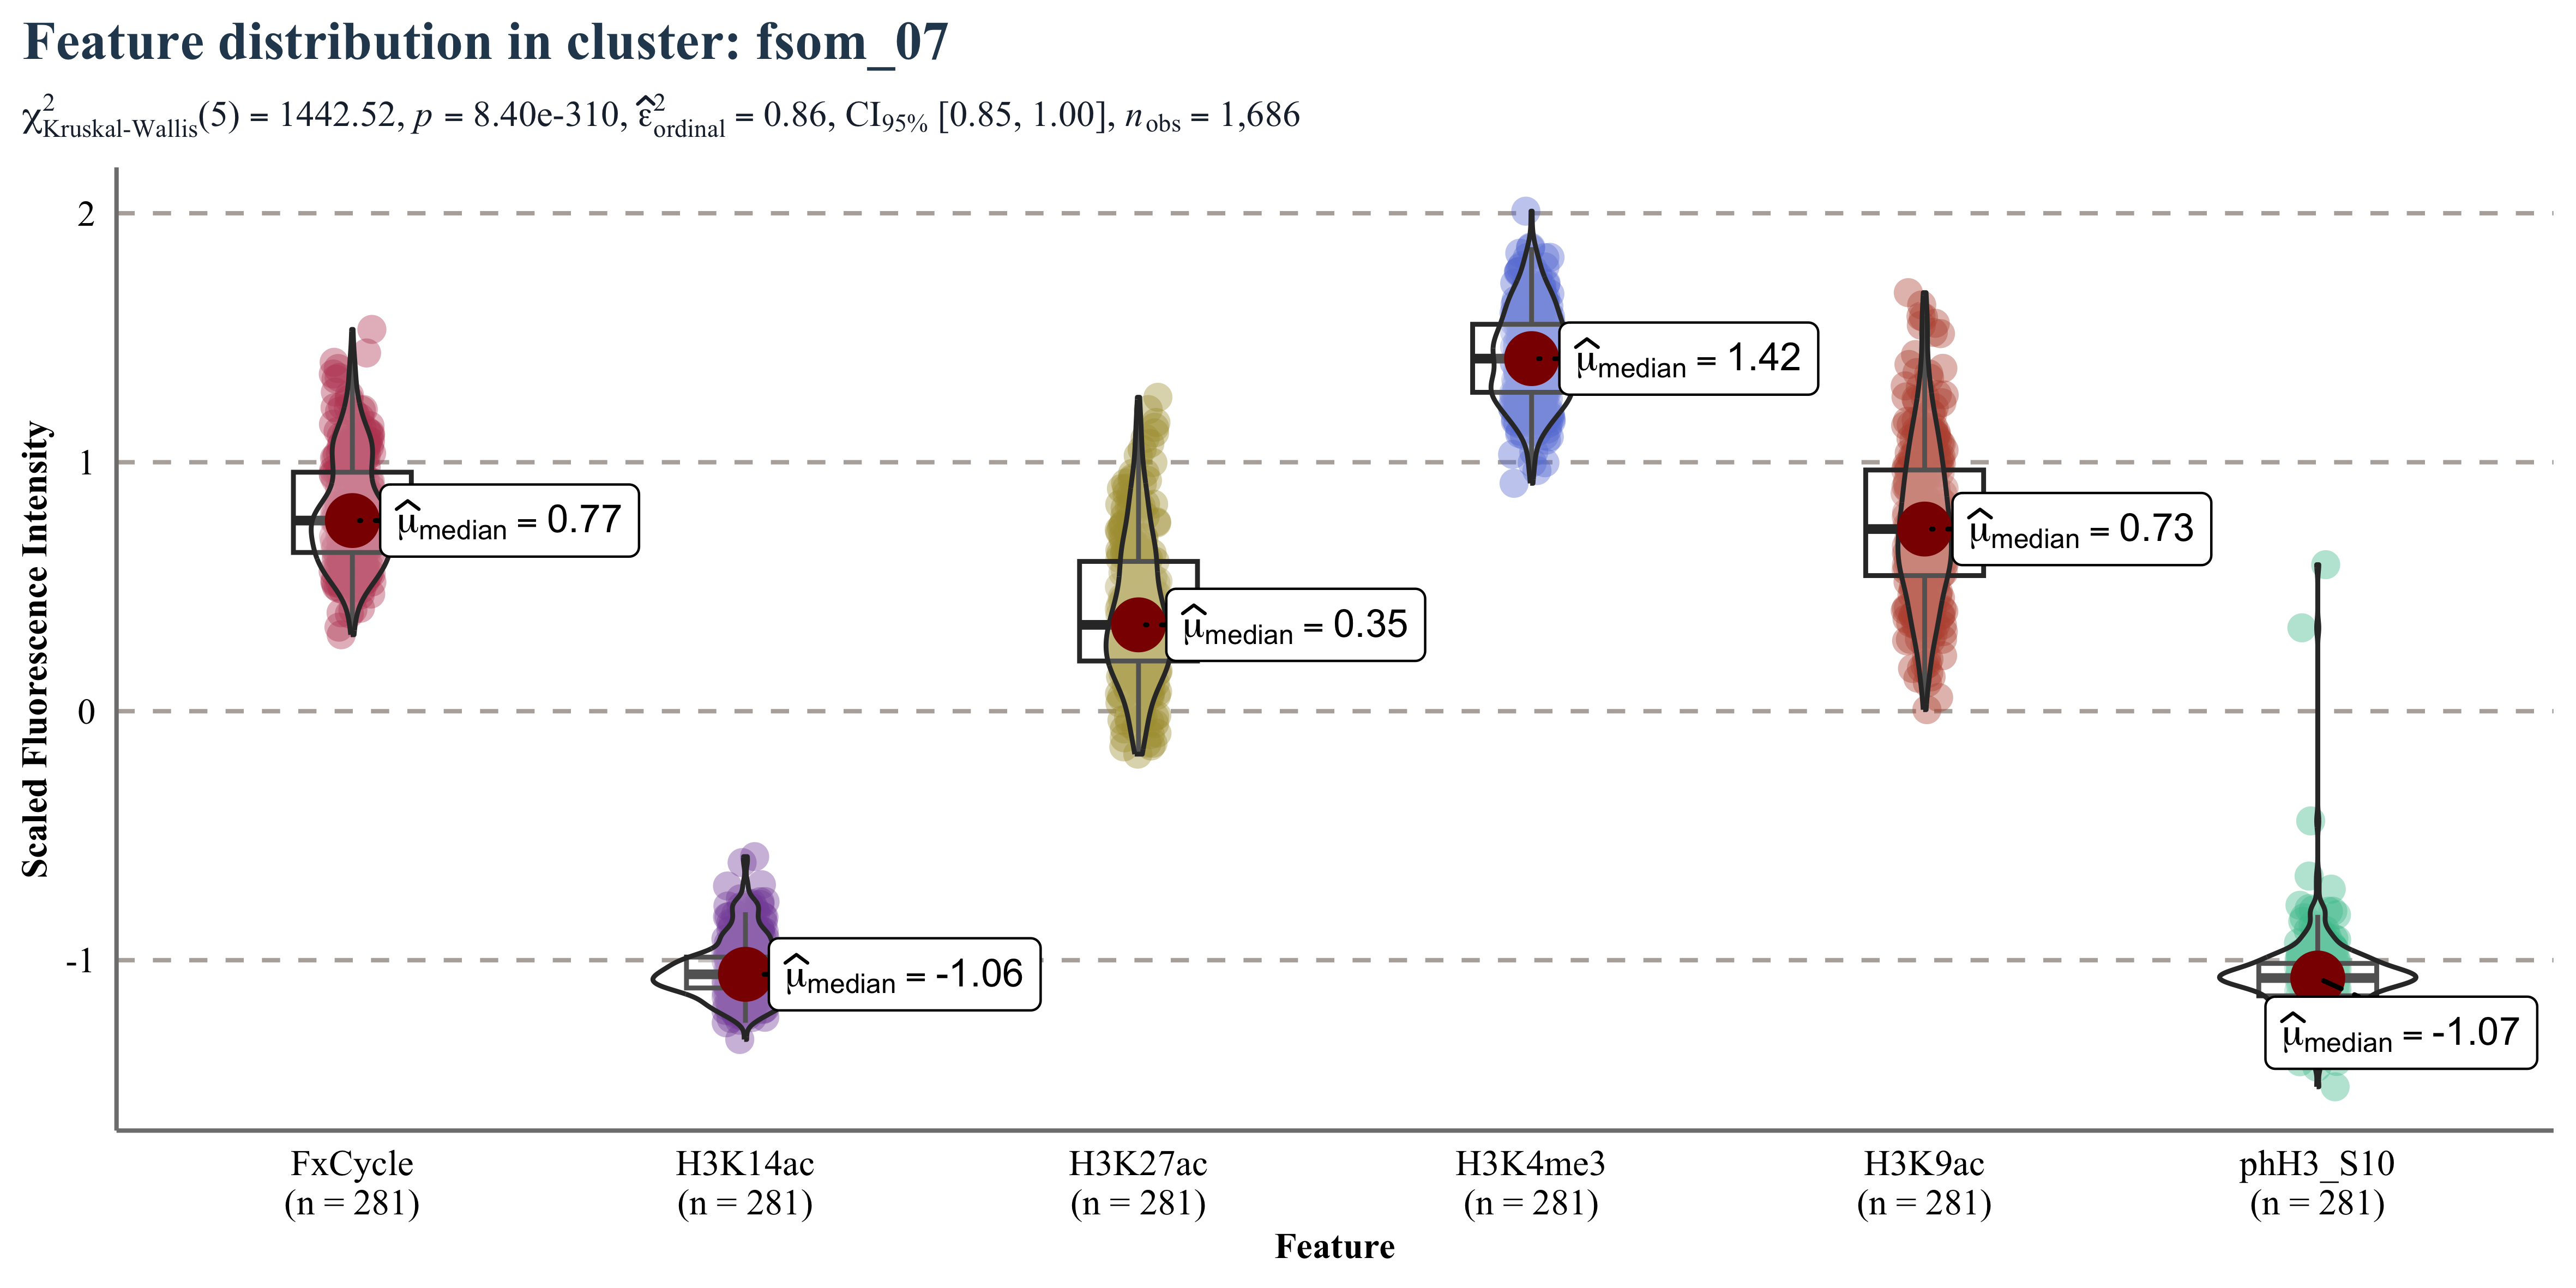 Feature distribution in cluster: fsom_07
χ²Kruskal-Wallis(5) = 1442.52, p = 8.40e-310, ε̂²ordinal = 0.86, CI95% [0.85, 1.00], nobs = 1,686
Scaled Fluorescence Intensity
2
1
0
-1
μ̂median = 0.77
μ̂median = -1.06
μ̂median = 0.35
μ̂median = 1.42
μ̂median = 0.73
μ̂median = -1.07
FxCycle
(n = 281)
H3K14ac
(n = 281)
H3K27ac
(n = 281)
H3K4me3
(n = 281)
H3K9ac
(n = 281)
phH3_S10
(n = 281)
Feature